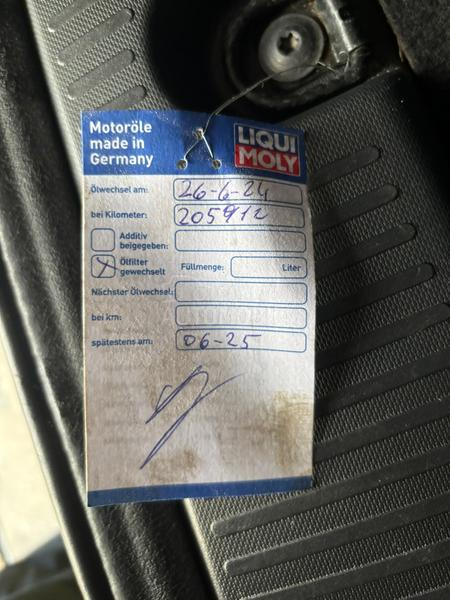 Motoröle
made in
Germany
LIQUI
MOLY
Ölwechsel am: 26-6-24
bei Kilometer: 205912
Additiv
beigegeben:
X Ölfilter
gewechselt Füllmenge: Liter
Nächster Ölwechsel:
bei km:
spätestens am: 06-25